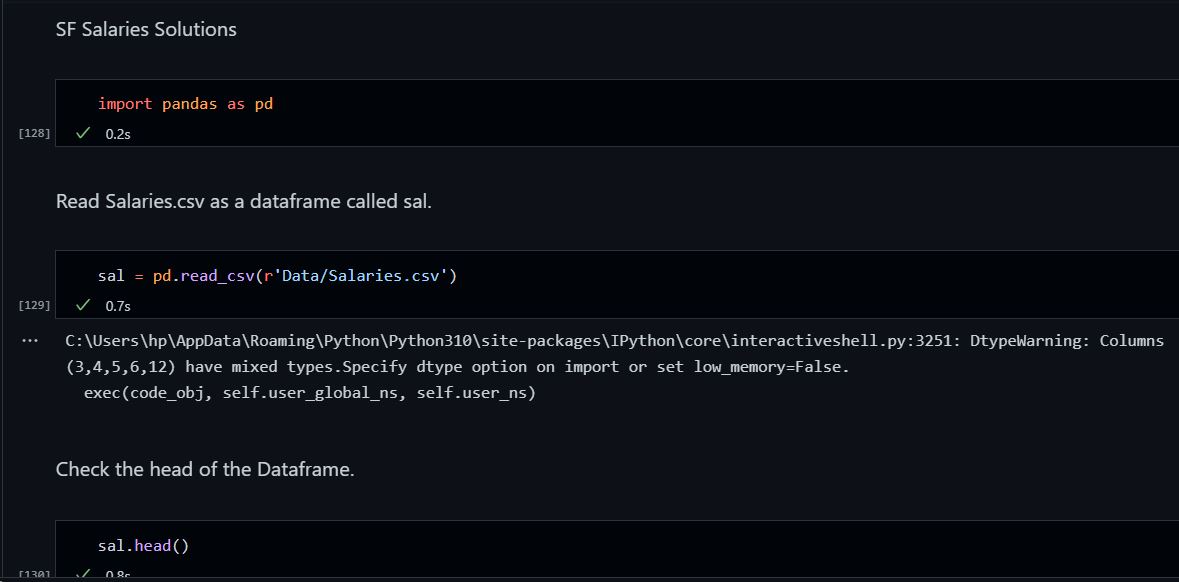 SF Salaries Solutions
import pandas as pd
[128]
0.2s
Read Salaries.csv as a dataframe called sal.
sal = pd.read_csv(r'Data/Salaries.csv')
[129]
0.7s
... C:\Users\hp\AppData\Roaming\Python\Python310\site-packages\IPython\core\interactiveshell.py:3251: DtypeWarning: Columns
(3,4,5,6,12) have mixed types.Specify dtype option on import or set low_memory=False.
exec(code_obj, self.user_global_ns, self.user_ns)
Check the head of the Dataframe.
sal.head()
[130]
0.8s